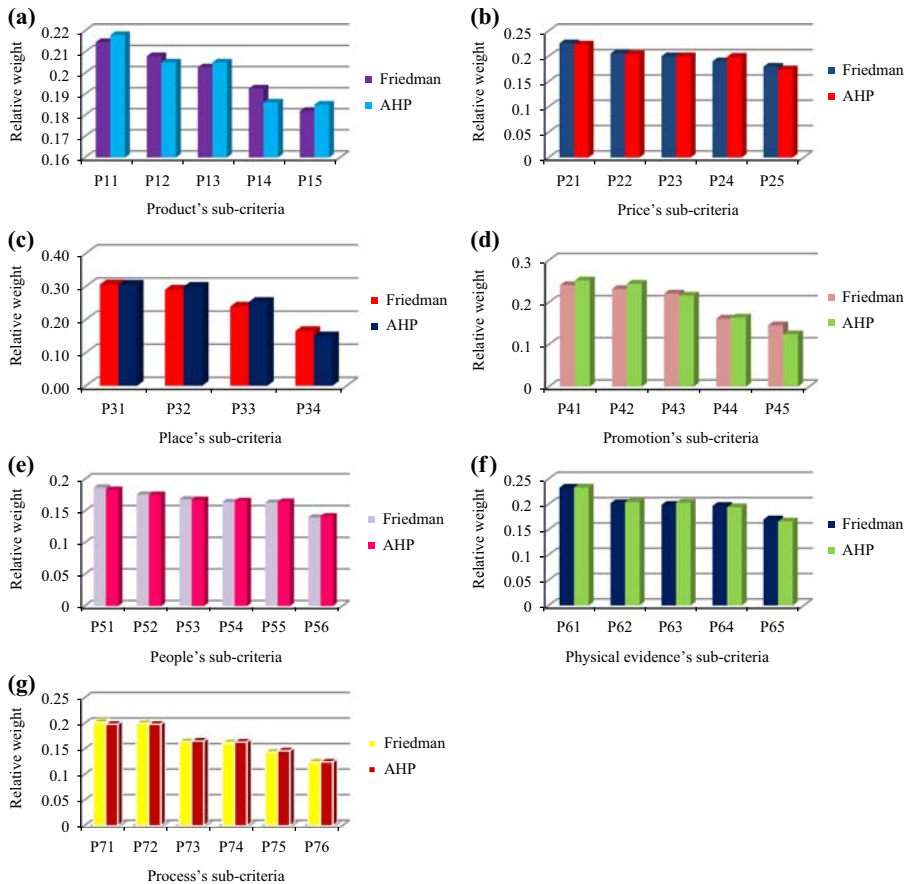 (a)
Relative weight
0.22
0.21
0.2
0.19
0.18
0.17
0.16
P11 P12 P13 P14 P15
Product's sub-criteria
Friedman
AHP
(b)
Relative weight
0.25
0.2
0.15
0.1
0.05
0
P21 P22 P23 P24 P25
Price's sub-criteria
Friedman
AHP
(c)
Relative weight
0.40
0.30
0.20
0.10
0.00
P31 P32 P33 P34
Place's sub-criteria
Friedman
AHP
(d)
Relative weight
0.3
0.2
0.1
0
P41 P42 P43 P44 P45
Promotion's sub-criteria
Friedman
AHP
(e)
Relative weight
0.2
0.15
0.1
0.05
0
P51 P52 P53 P54 P55 P56
People's sub-criteria
Friedman
AHP
(f)
Relative weight
0.25
0.2
0.15
0.1
0.05
0
P61 P62 P63 P64 P65
Physical evidence's sub-criteria
Friedman
AHP
(g)
Relative weight
0.25
0.2
0.15
0.1
0.05
0
P71 P72 P73 P74 P75 P76
Process's sub-criteria
Friedman
AHP